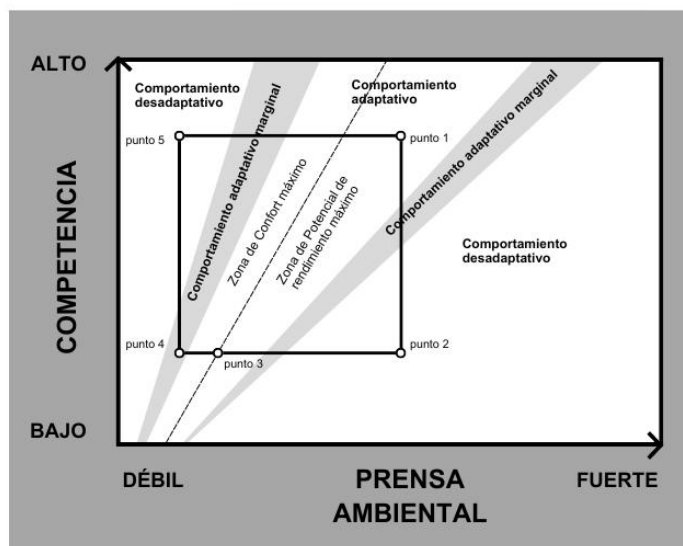 ALTO
Comportamiento
desadaptativo
Comportamiento
adaptativo
Comportamiento adaptativo marginal
Comportamiento adaptativo marginal
punto 5
punto 1
Zona de Confort máximo
Zona de Potencial de
rendimiento máximo
Comportamiento
desadaptativo
COMPETENCIA
punto 4
punto 3
punto 2
BAJO
DÉBIL
PRENSA
AMBIENTAL
FUERTE